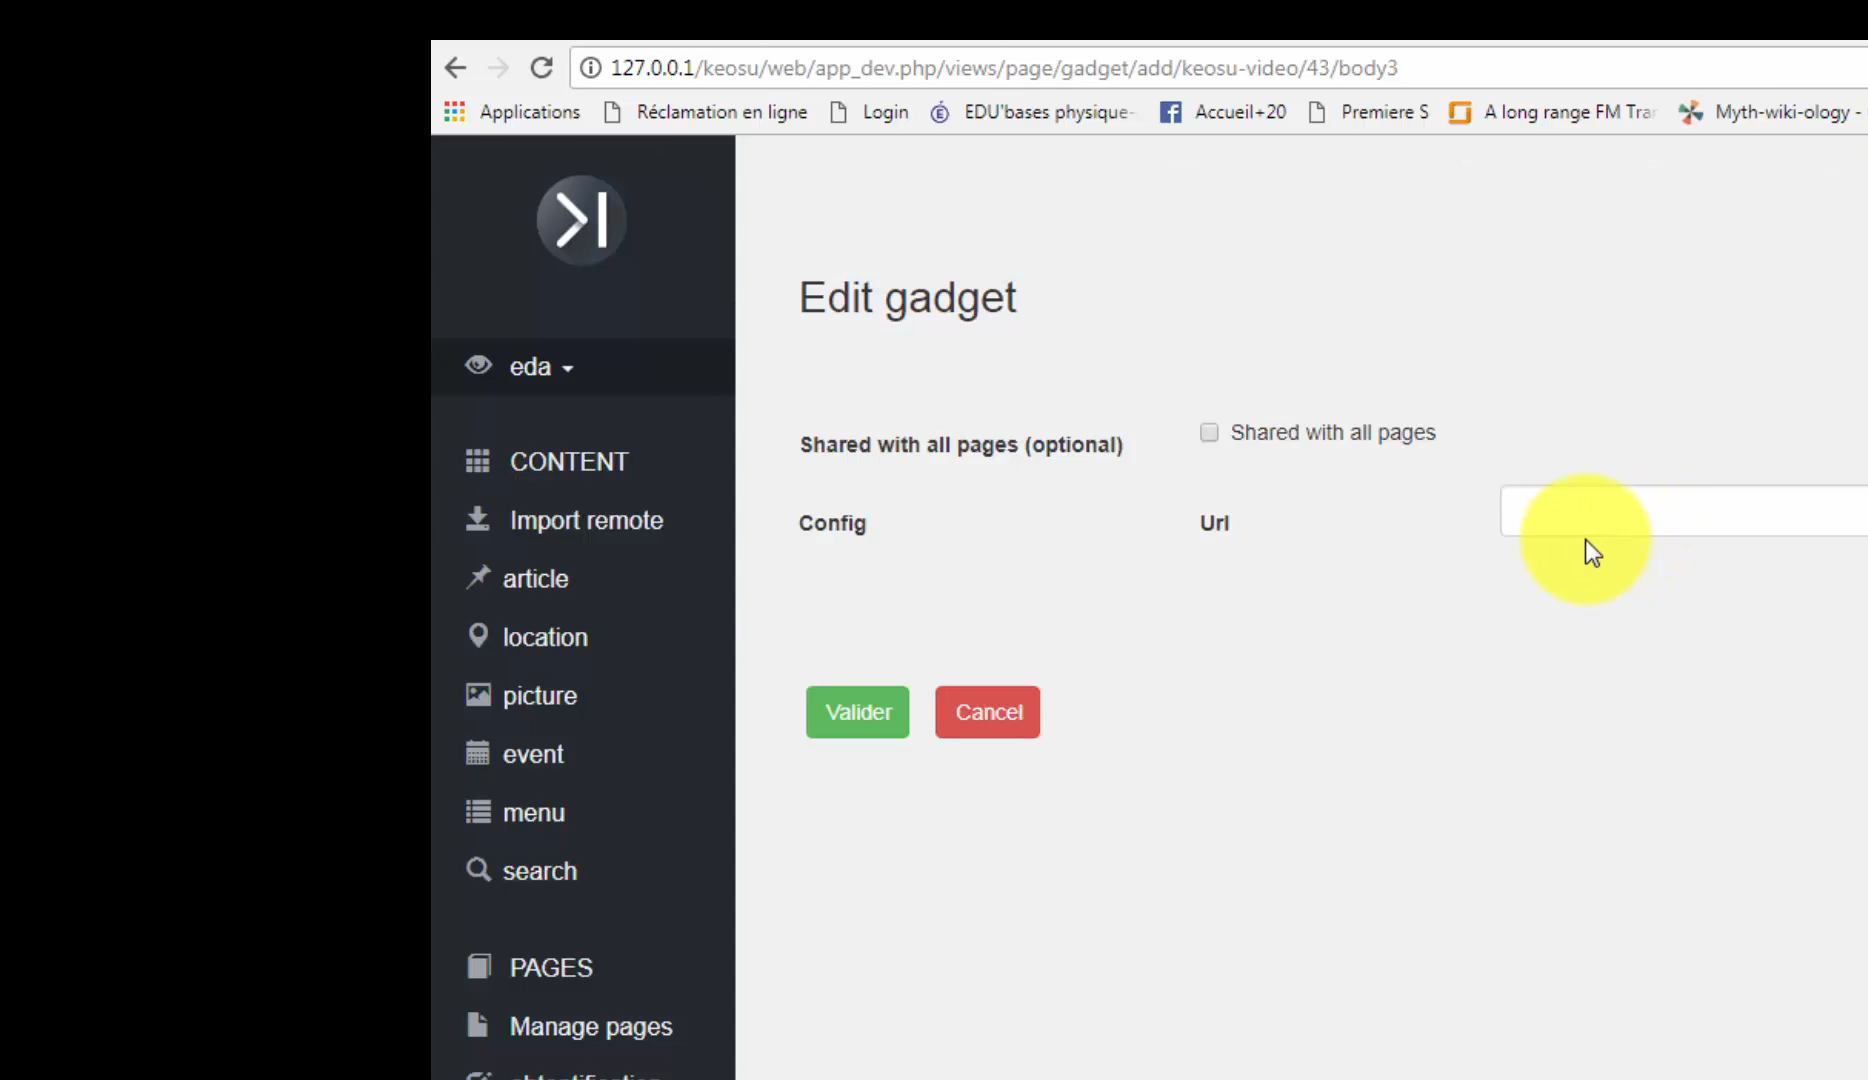 127.0.0.1/keosu/web/app_dev.php/views/page/gadget/add/keosu-video/43/body3
Applications Réclamation en ligne Login EDU'bases physique- Accueil+20 Premiere S A long range FM Tra Myth-wiki-ology -
eda
Edit gadget
Shared with all pages (optional) Shared with all pages
Config Url
Valider Cancel
CONTENT
Import remote
article
location
picture
event
menu
search
PAGES
Manage pages